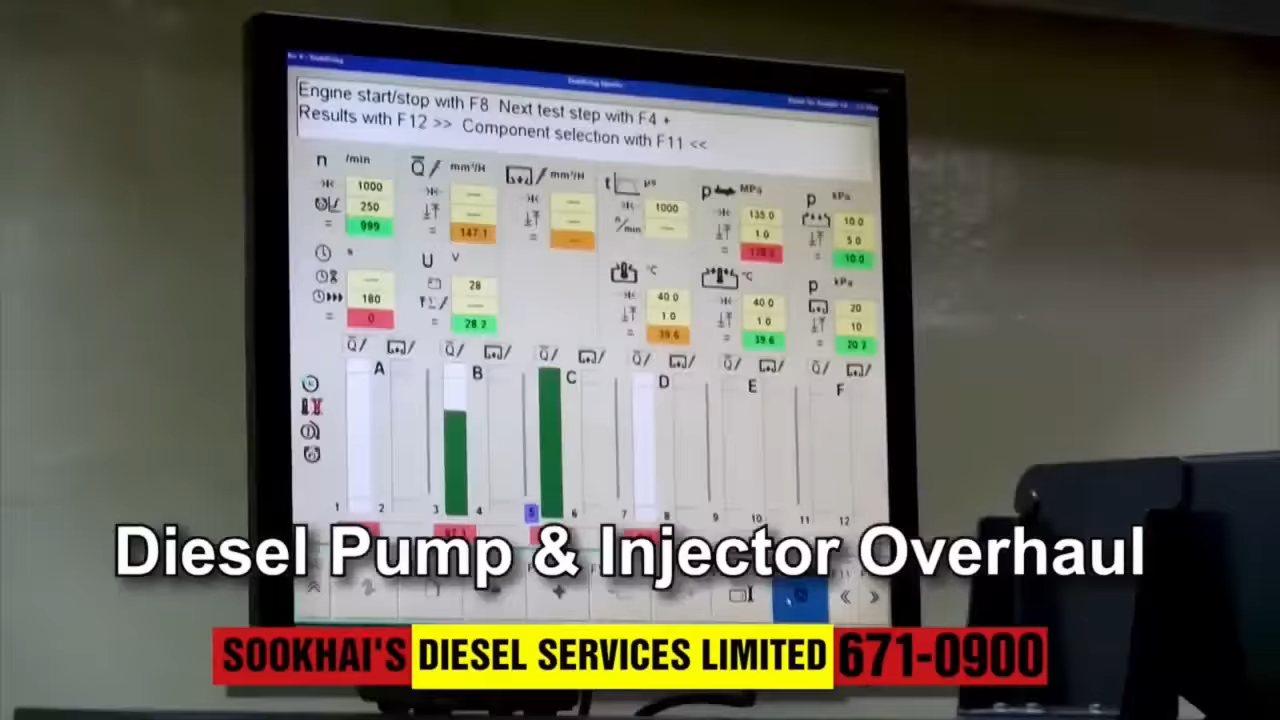 Engine start/stop with F8 Next test step with F4 +
Results with F12 >> Component selection with F11 <<
n /min
Q/ mm³/H
mm³/H
t µs
p MPa
p kPa
1000
1000
135.0
10.0
250
1.0
5.0
999
147.1
10.0
s
U V
°C
°C
p kPa
28
40.0
40.0
20
180
1.0
1.0
10
0
28.2
39.6
39.6
20.7
A B C D E F
1 2 3 4 5 6 7 8 9 10 11 12
Diesel Pump & Injector Overhaul
SOOKHAI'S DIESEL SERVICES LIMITED 671-0900